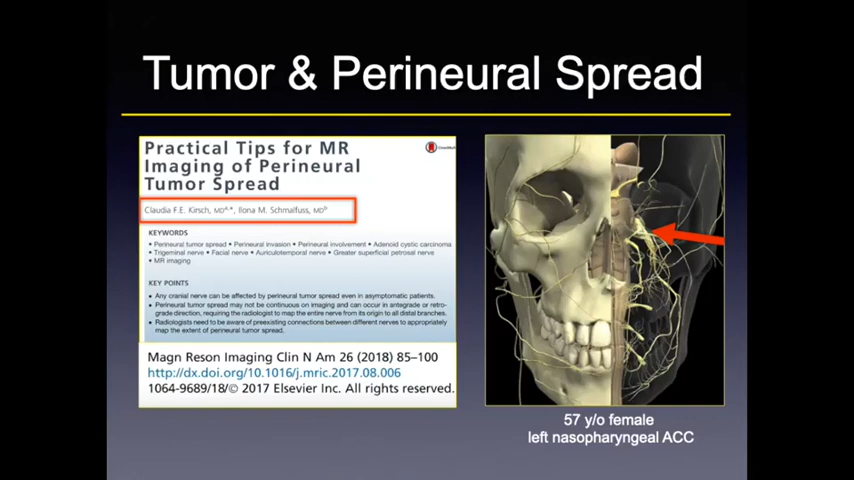 Tumor & Perineural Spread
Practical Tips for MR
Imaging of Perineural
Tumor Spread
Claudia F.E. Kirsch, MDa,*, Ilona M. Schmalfuss, MDb
KEYWORDS
• Perineural tumor spread • Perineural invasion • Perineural involvement • Adenoid cystic carcinoma
• Trigeminal nerve • Facial nerve • Auriculotemporal nerve • Greater superficial petrosal nerve
• MR imaging
KEY POINTS
• Any cranial nerve can be affected by perineural tumor spread even in asymptomatic patients.
• Perineural tumor spread may not be continuous on imaging and can occur in antegrade or retro-
grade direction, requiring the radiologist to map the entire nerve from its origin to all distal branches.
• Radiologists need to be aware of preexisting connections between different nerves to appropriately
map the extent of perineural tumor spread.
Magn Reson Imaging Clin N Am 26 (2018) 85–100
http://dx.doi.org/10.1016/j.mric.2017.08.006
1064-9689/18/© 2017 Elsevier Inc. All rights reserved.
57 y/o female
left nasopharyngeal ACC